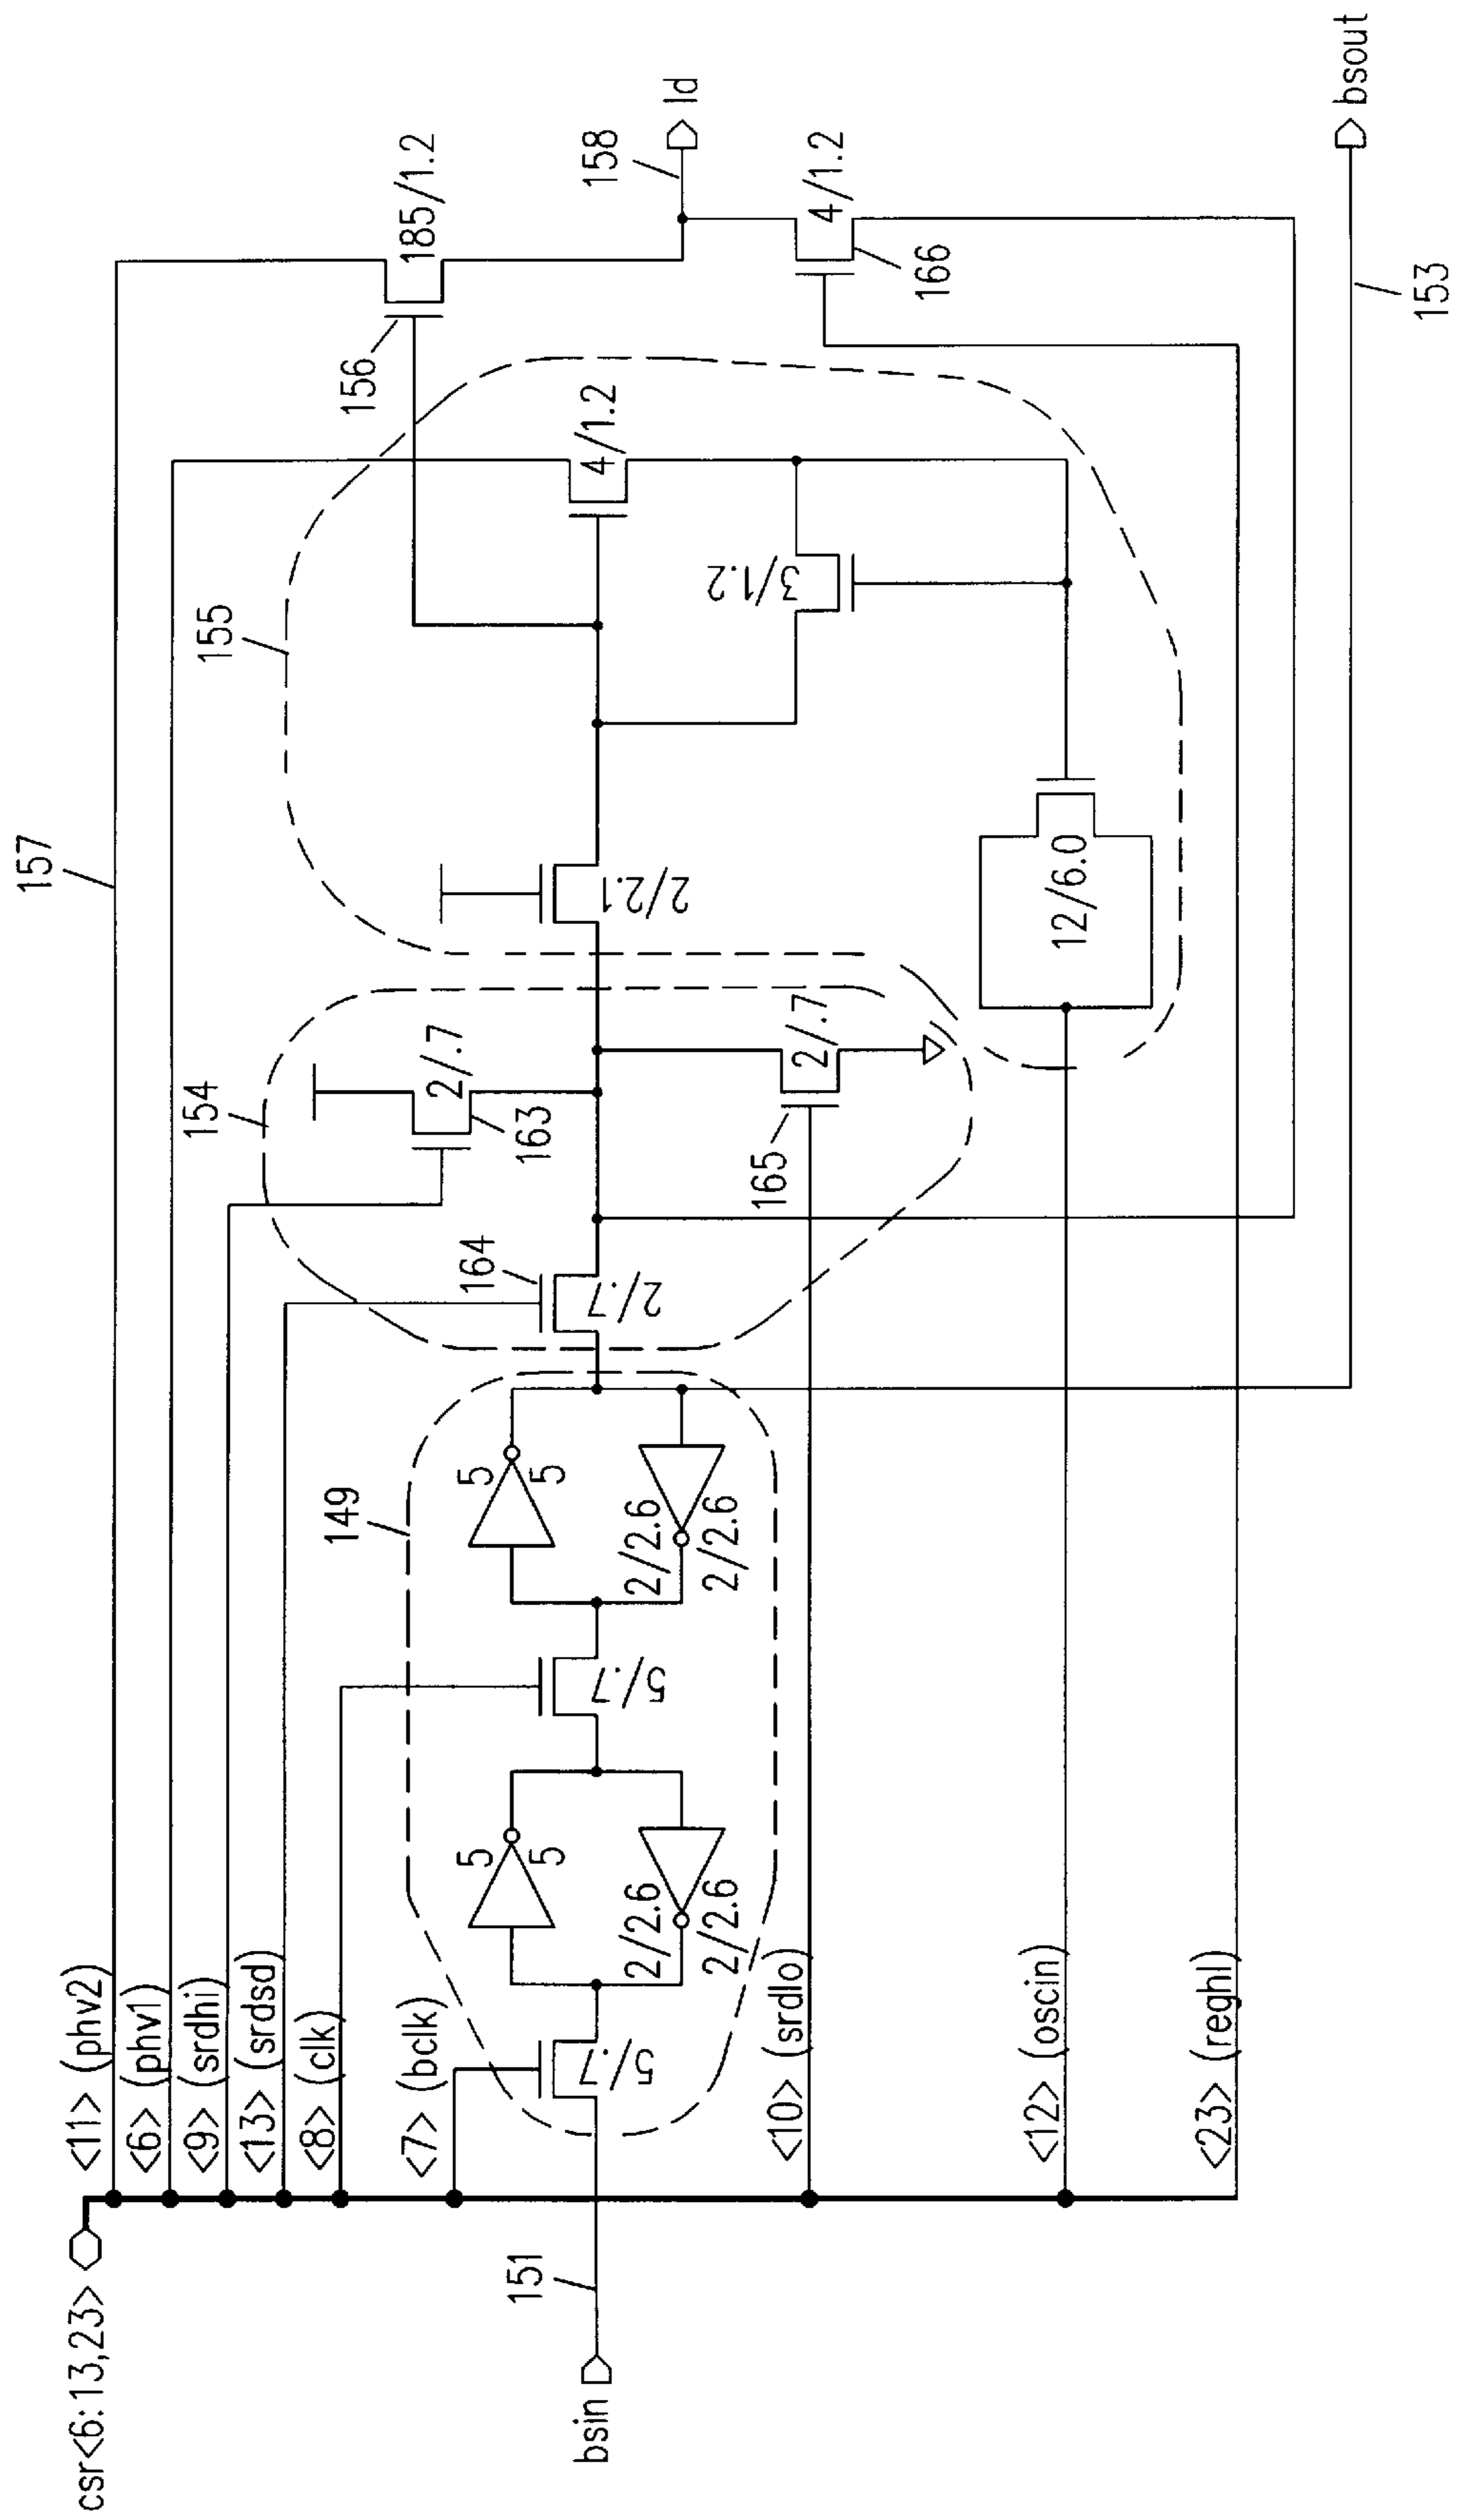 csr<6:13,23>
<11> (phv2)
157
<6> (phv1)
<9> (srdhi)
<13> (srdsd)
<8> (clk)
<7> (bclk)
<10> (srdlo)
<12> (oscin)
<23> (reghl)
bsin
151
5/.7
5
5
2/2.6
2/2.6
5/.7
149
5
5
2/2.6
2/2.6
154
164
2/.7
163
2/.7
165
2/.7
155
2/2.1
3/1.2
4/1.2
12/6.0
156
185/1.2
158
ld
166
4/1.2
153
bsout